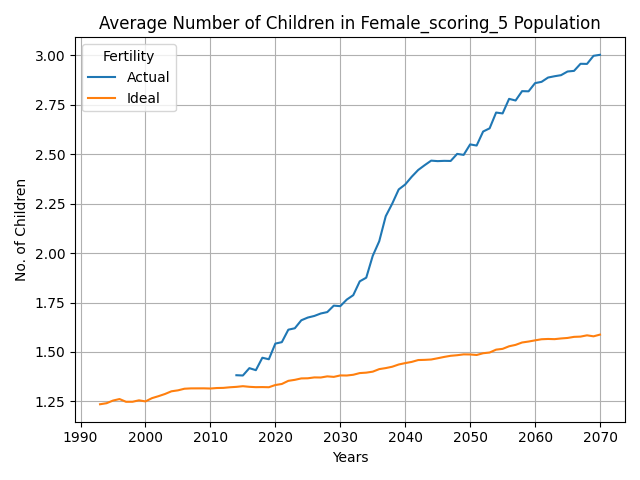 Average Number of Children in Female_scoring_5 Population
Fertility
Actual
Ideal
No. of Children
3.00
2.75
2.50
2.25
2.00
1.75
1.50
1.25
1990 2000 2010 2020 2030 2040 2050 2060 2070
Years